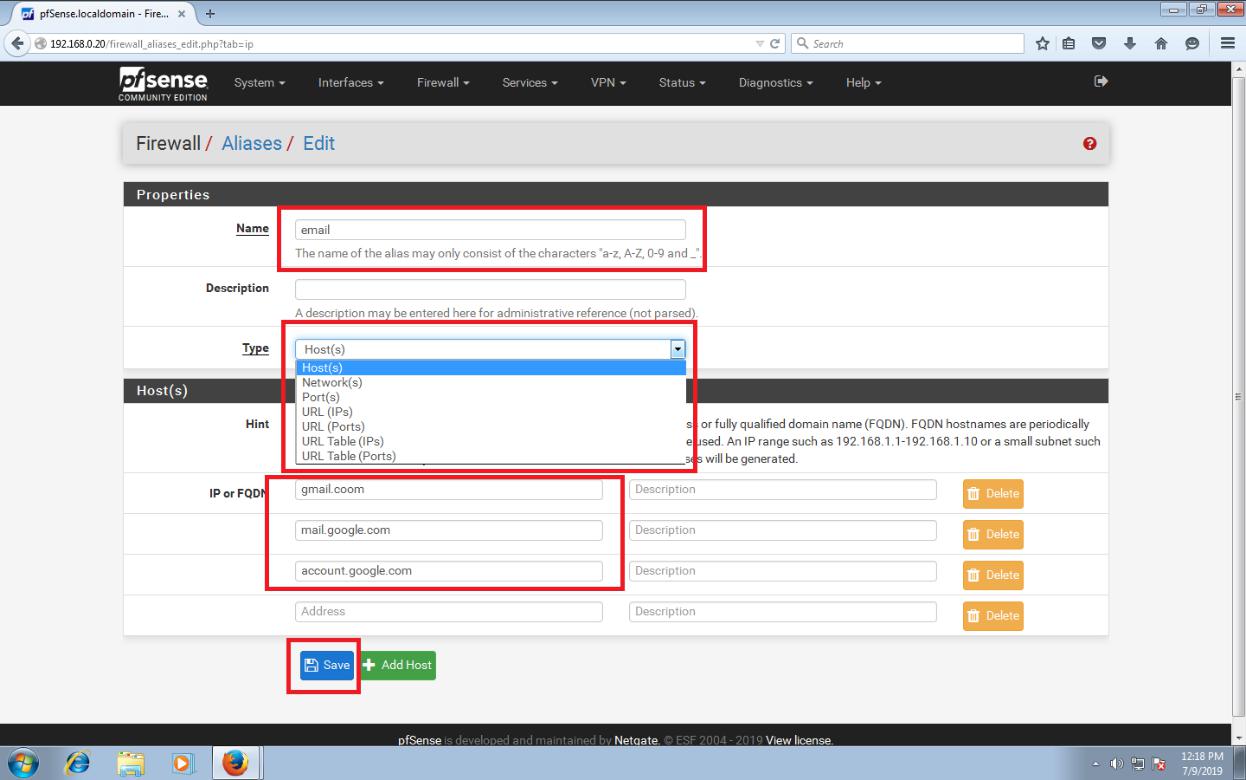 pfSense.localdomain - Fire...
192.168.0.20/firewall_aliases_edit.php?tab=ip
Search
pfsense
COMMUNITY EDITION
System
Interfaces
Firewall
Services
VPN
Status
Diagnostics
Help
Firewall / Aliases / Edit
Properties
Name
email
The name of the alias may only consist of the characters "a-z, A-Z, 0-9 and _".
Description
A description may be entered here for administrative reference (not parsed).
Type
Host(s)
Host(s)
Network(s)
Port(s)
URL (IPs)
URL (Ports)
URL Table (IPs)
URL Table (Ports)
Host(s)
Hint
or fully qualified domain name (FQDN). FQDN hostnames are periodically
used. An IP range such as 192.168.1.1-192.168.1.10 or a small subnet such
will be generated.
IP or FQDN
gmail.coom
Description
Delete
mail.google.com
Description
Delete
account.google.com
Description
Delete
Address
Description
Delete
Save
Add Host
pfSense is developed and maintained by Netgate. © ESF 2004 - 2019 View license.
12:18 PM
7/9/2019